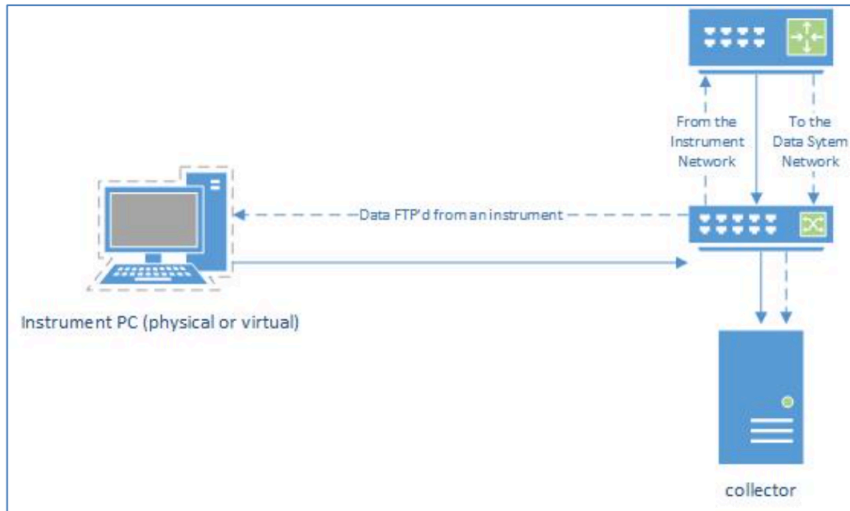 From the
Instrument
Network
To the
Data Sytem
Network
Data FTP'd from an instrument
Instrument PC (physical or virtual)
collector